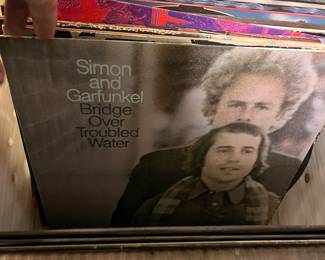 Simon
and
Garfunkel
Bridge
Over
Troubled
Water